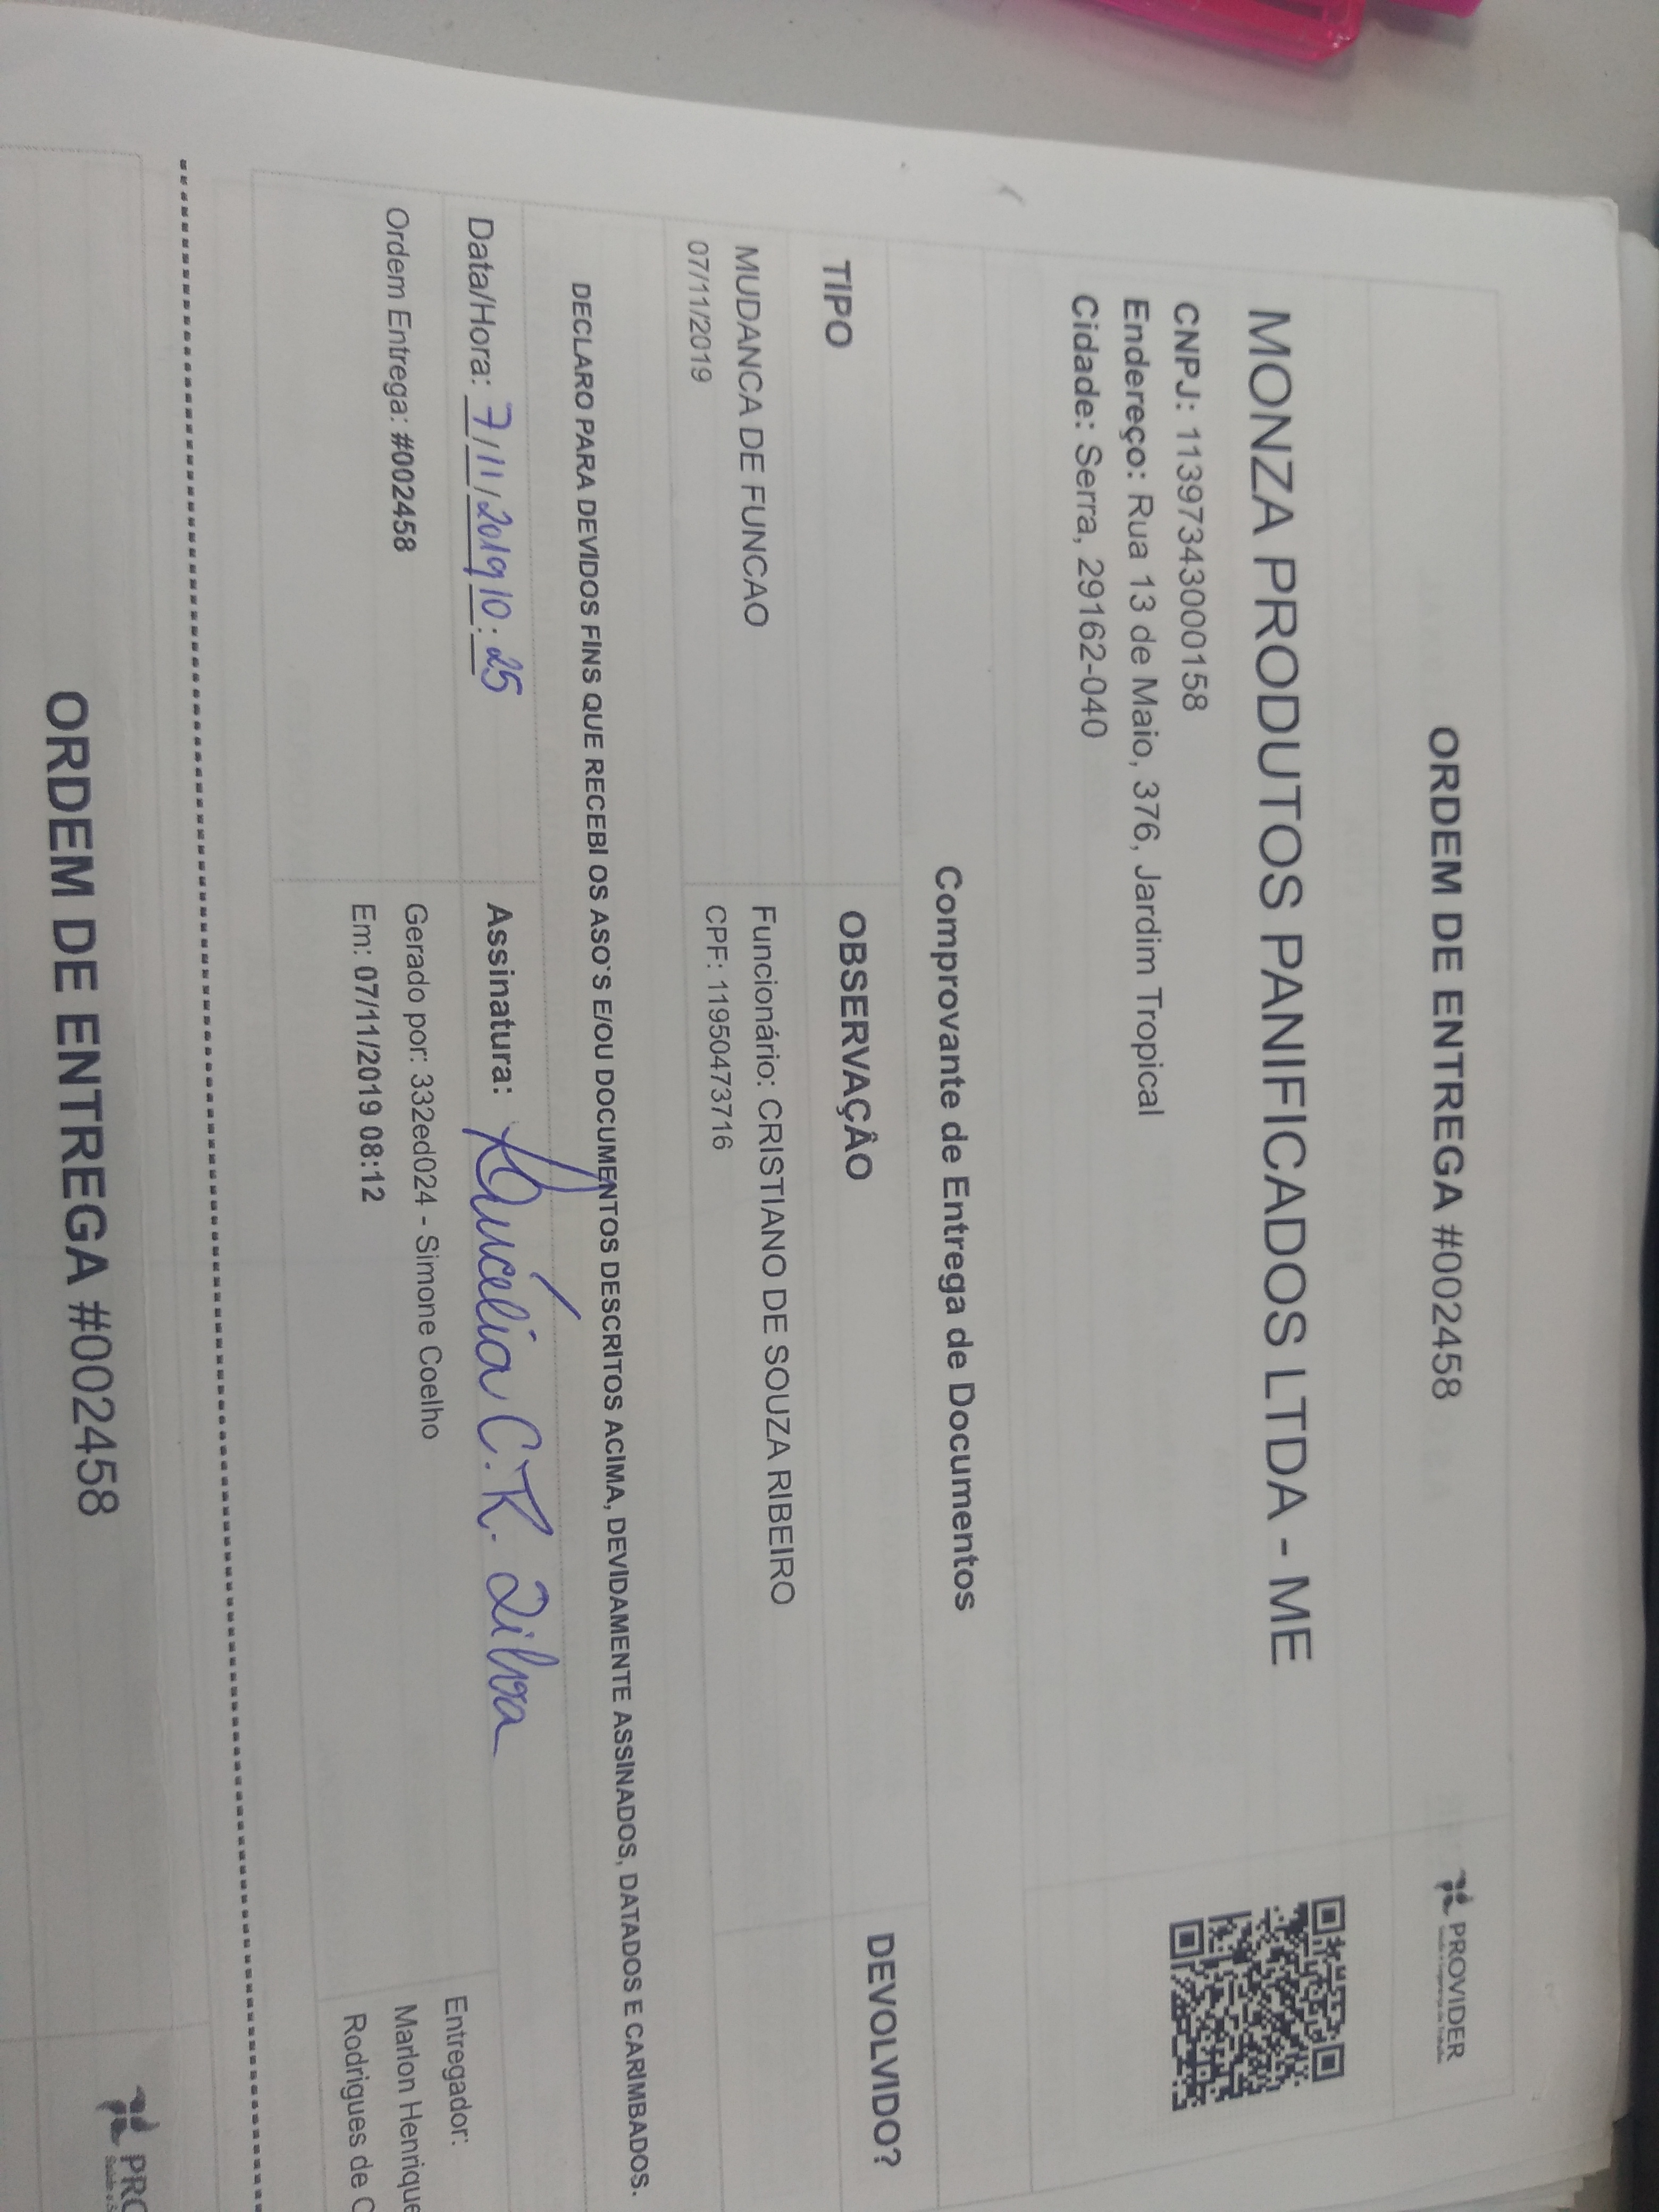 ORDEM DE ENTREGA #002458
PROVIDER
MONZA PRODUTOS PANIFICADOS LTDA - ME
CNPJ: 11397343000158
Endereço: Rua 13 de Maio, 376, Jardim Tropical
Cidade: Serra, 29162-040
Comprovante de Entrega de Documentos
TIPO OBSERVAÇÃO DEVOLVIDO?
MUDANCA DE FUNCAO Funcionário: CRISTIANO DE SOUZA RIBEIRO
07/11/2019 CPF: 11950473716
DECLARO PARA DEVIDOS FINS QUE RECEBI OS ASO`S E/OU DOCUMENTOS DESCRITOS ACIMA, DEVIDAMENTE ASSINADOS, DATADOS E CARIMBADOS.
Data/Hora: 7/11/2019 10:25 Assinatura: C.R. Silva
Entregador:
Ordem Entrega: #002458 Gerado por: 332ed024 - Simone Coelho Marlon Henrique
Em: 07/11/2019 08:12 Rodrigues de C
ORDEM DE ENTREGA #002458
PRO